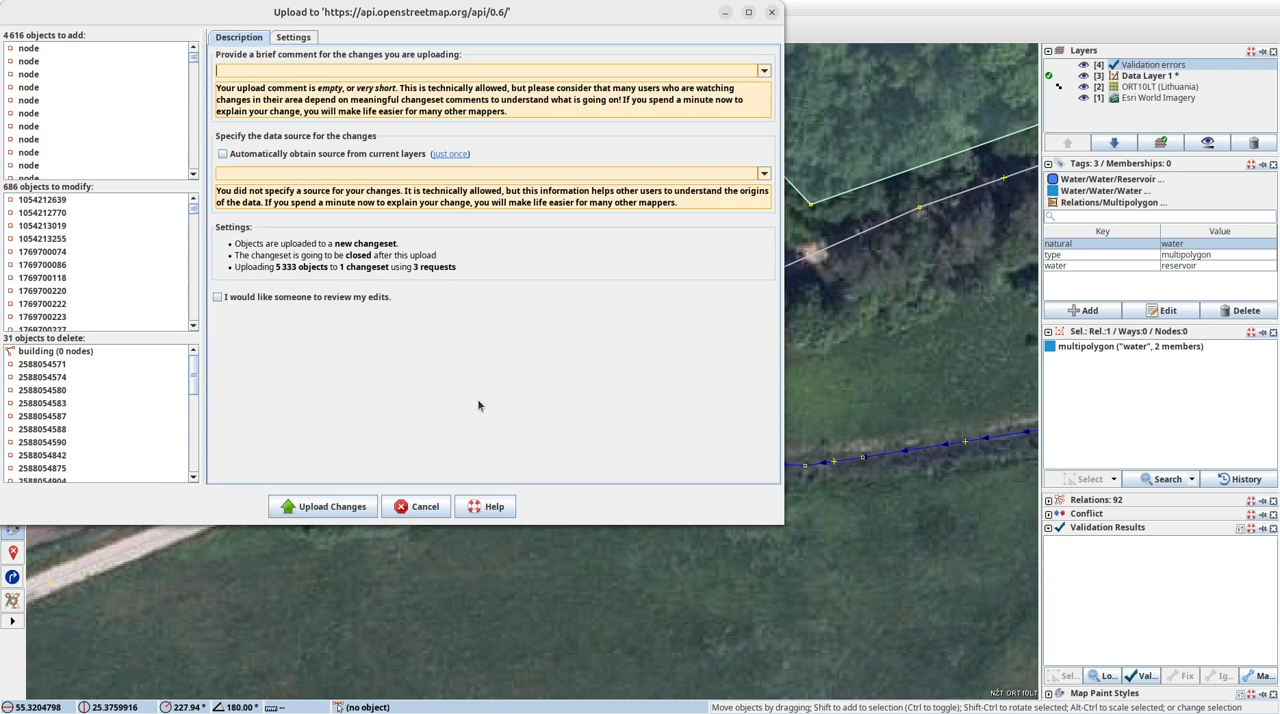 Upload to 'https://api.openstreetmap.org/api/0.6/'
4 616 objects to add:
node
node
node
node
node
node
node
node
node
node
686 objects to modify:
1054212639
1054212770
1054213019
1054213255
1769700074
1769700086
1769700118
1769700220
1769700222
1769700223
1769700227
31 objects to delete:
building (0 nodes)
2588054571
2588054574
2588054580
2588054583
2588054587
2588054588
2588054590
2588054842
2588054875
2588054904
Description
Settings
Provide a brief comment for the changes you are uploading:
Your upload comment is empty, or very short. This is technically allowed, but please consider that many users who are watching
changes in their area depend on meaningful changeset comments to understand what is going on! If you spend a minute now to
explain your change, you will make life easier for many other mappers.
Specify the data source for the changes
Automatically obtain source from current layers (just once)
You did not specify a source for your changes. It is technically allowed, but this information helps other users to understand the origins
of the data. If you spend a minute now to explain your change, you will make life easier for many other mappers.
Settings:
• Objects are uploaded to a new changeset.
• The changeset is going to be closed after this upload
• Uploading 5 333 objects to 1 changeset using 3 requests
I would like someone to review my edits.
Upload Changes
Cancel
Help
Layers
[4] Validation errors
[3] Data Layer 1 *
[2] ORT10LT (Lithuania)
[1] Esri World Imagery
Tags: 3 / Memberships: 0
Water/Water/Reservoir ...
Water/Water/Water ...
Relations/Multipolygon ...
Key Value
natural water
type multipolygon
water reservoir
Add
Edit
Delete
Sel.: Rel.:1 / Ways:0 / Nodes:0
multipolygon ("water", 2 members)
Select
Search
History
Relations: 92
Conflict
Validation Results
Sel...
Lo...
Val...
Fix
Ig...
Ma...
Map Paint Styles
NŽT ORT10LT
55.3204798
25.3759916
227.94 °
180.00 °
--
(no object)
Move objects by dragging; Shift to add to selection (Ctrl to toggle); Shift-Ctrl to rotate selected; Alt-Ctrl to scale selected; or change selection